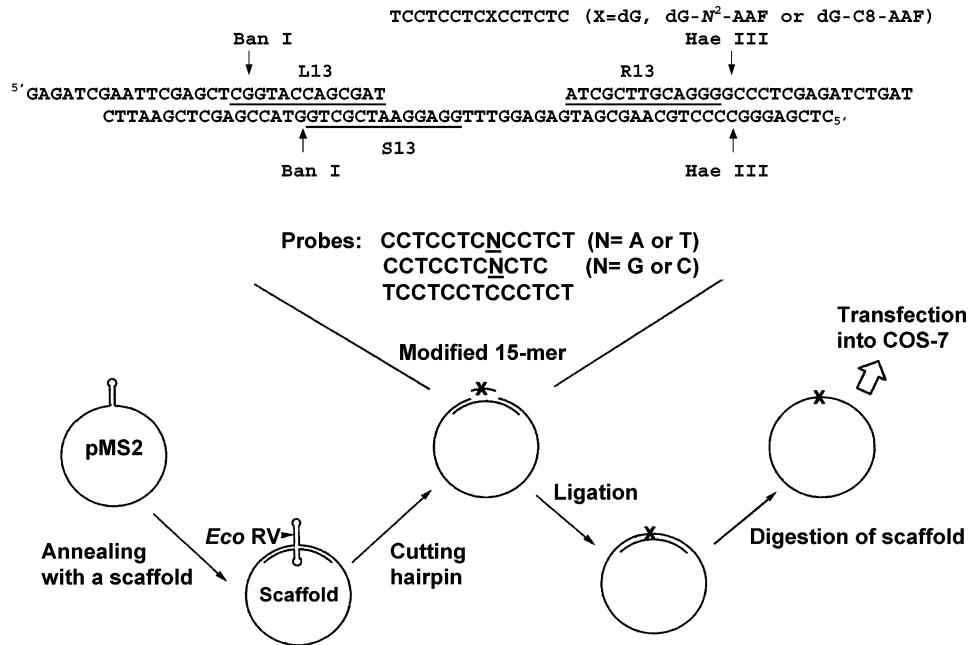 TCCTCCTCXCCTCTC (X=dG, dG-N²-AAF or dG-C8-AAF)
Ban I Hae III
L13 R13
5'GAGATCGAATTCGAGCTCGGTACCAGCGAT ATCGCTTGCAGGGGCCCTCGAGATCTGAT
CTTAAGCTCGAGCCATGGTCGCTAAGGAGGTTTGGAGAGTAGCGAACGTCCCCGGGAGCTC5'
S13
Ban I Hae III
Probes: CCTCCTCNCCTCT (N= A or T)
CCTCCTCNCTC (N= G or C)
TCCTCCTCCCTCT
Transfection
into COS-7
Modified 15-mer
X
X
pMS2
Ligation
Eco RV
X
Digestion of scaffold
Annealing
with a scaffold
Cutting
hairpin
Scaffold